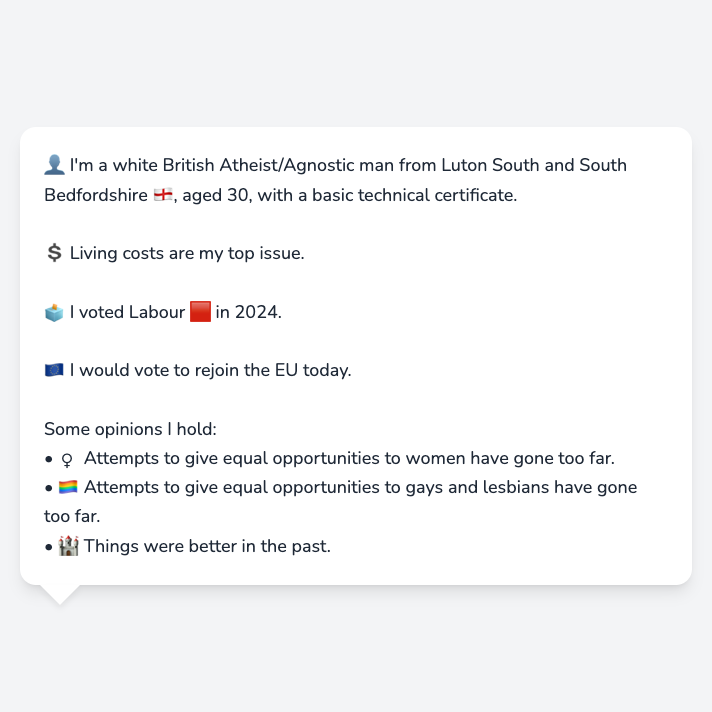 👤 I'm a white British Atheist/Agnostic man from Luton South and South
Bedfordshire 🏴󠁧󠁢󠁥󠁮󠁧󠁿, aged 30, with a basic technical certificate.
💲 Living costs are my top issue.
🗳️ I voted Labour 🟥 in 2024.
🇪🇺 I would vote to rejoin the EU today.
Some opinions I hold:
• ♀️ Attempts to give equal opportunities to women have gone too far.
• 🏳️‍🌈 Attempts to give equal opportunities to gays and lesbians have gone
too far.
• 🏰 Things were better in the past.